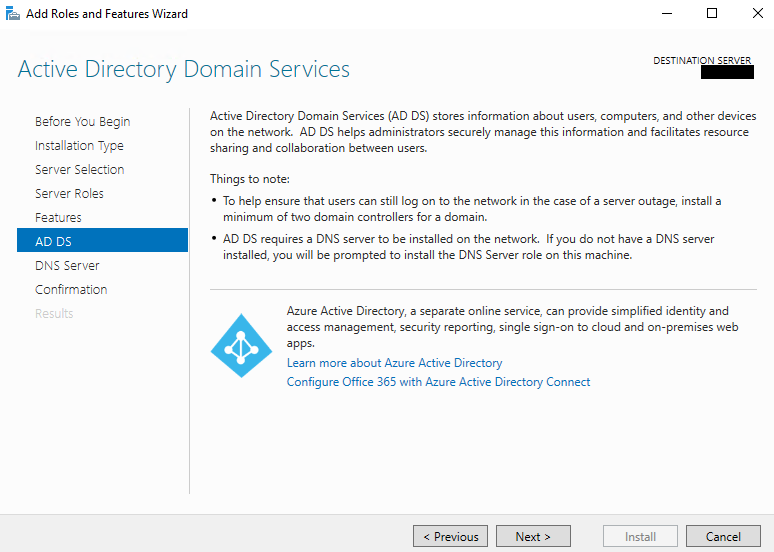 Add Roles and Features Wizard
Active Directory Domain Services
DESTINATION SERVER
Before You Begin
Installation Type
Server Selection
Server Roles
Features
AD DS
DNS Server
Confirmation
Results
Active Directory Domain Services (AD DS) stores information about users, computers, and other devices
on the network.  AD DS helps administrators securely manage this information and facilitates resource
sharing and collaboration between users.
Things to note:
• To help ensure that users can still log on to the network in the case of a server outage, install a
minimum of two domain controllers for a domain.
• AD DS requires a DNS server to be installed on the network.  If you do not have a DNS server
installed, you will be prompted to install the DNS Server role on this machine.
Azure Active Directory, a separate online service, can provide simplified identity and
access management, security reporting, single sign-on to cloud and on-premises web
apps.
Learn more about Azure Active Directory
Configure Office 365 with Azure Active Directory Connect
< Previous
Next >
Install
Cancel